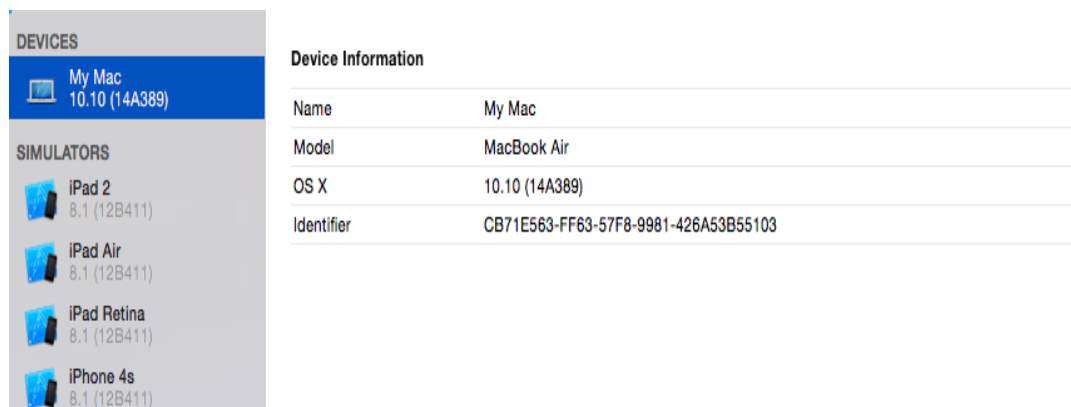 DEVICES
My Mac
10.10 (14A389)
SIMULATORS
iPad 2
8.1 (12B411)
iPad Air
8.1 (12B411)
iPad Retina
8.1 (12B411)
iPhone 4s
8.1 (12B411)
Device Information
Name My Mac
Model MacBook Air
OS X 10.10 (14A389)
Identifier CB71E563-FF63-57F8-9981-426A53B55103